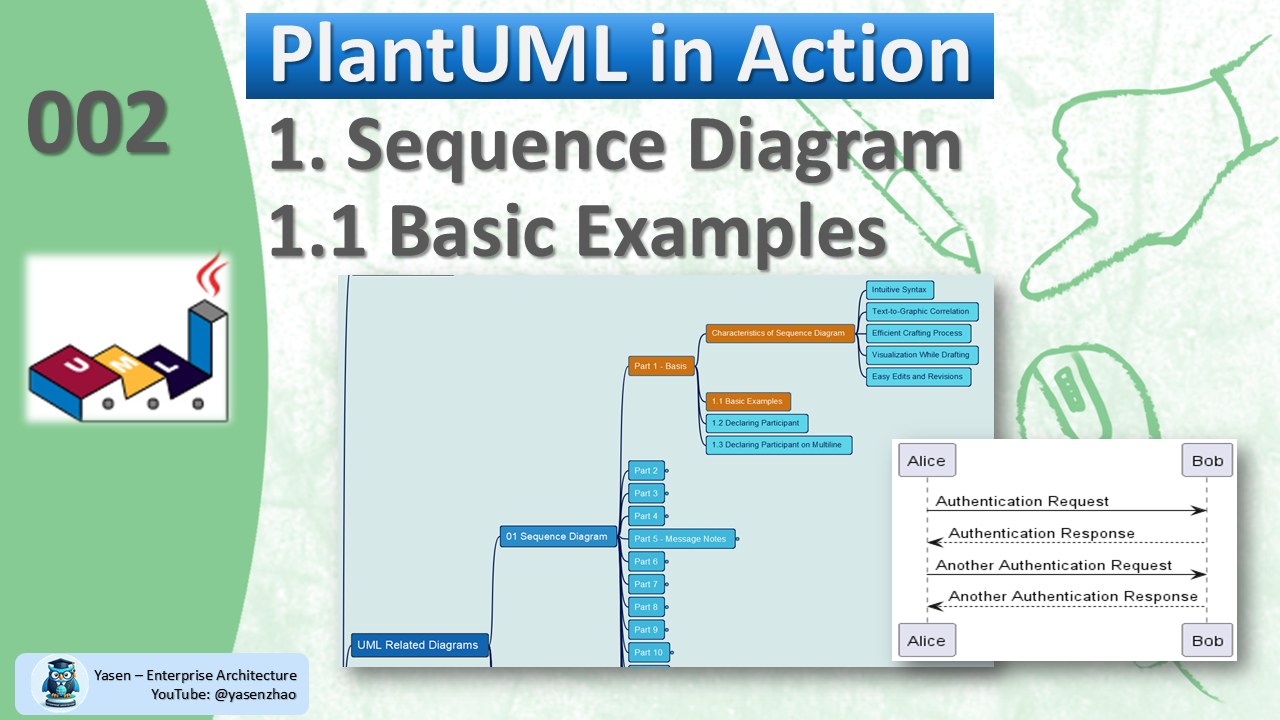 PlantUML in Action
002
1. Sequence Diagram
1.1 Basic Examples
UML
Intuitive Syntax
Text-to-Graphic Correlation
Characteristics of Sequence Diagram
Efficient Crafting Process
Visualization While Drafting
Easy Edits and Revisions
Part 1 - Basis
1.1 Basic Examples
1.2 Declaring Participant
1.3 Declaring Participant on Multiline
Part 2
Part 3
Part 4
01 Sequence Diagram
Part 5 - Message Notes
Part 6
Part 7
Part 8
Part 9
Part 10
UML Related Diagrams
Alice Bob
Authentication Request
Authentication Response
Another Authentication Request
Another Authentication Response
Alice Bob
Yasen – Enterprise Architecture
YouTube: @yasenzhao